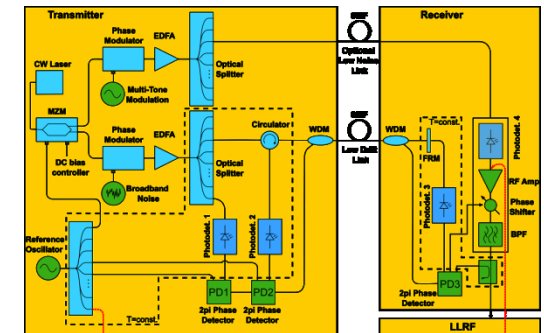 Transmitter
Receiver
SMF
Optional
Low Noise
Link
Phase
Modulator
EDFA
CW Laser
Multi-Tone
Modulation
Optical
Splitter
MZM
DC bias
controller
Phase
Modulator
EDFA
Broadband
Noise
Optical
Splitter
Circulator
WDM
SMF
Low Drift
Link
WDM
T=const.
FRM
Photodet. 4
RF Amp
Phase
Shifter
BPF
Photodet. 3
Photodet. 1
Photodet. 2
Reference
Oscillator
PD1
PD2
PD3
2pi Phase
Detector
2pi Phase
Detector
2pi Phase
Detector
T=const.
LLRF